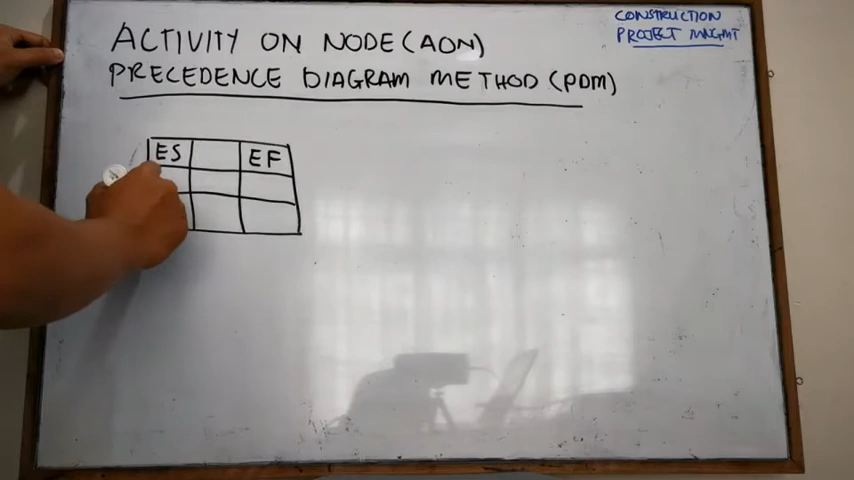 CONSTRUCTION
PROJECT MNGMT
ACTIVITY ON NODE (AON)
PRECEDENCE DIAGRAM METHOD (PDM)
ES EF